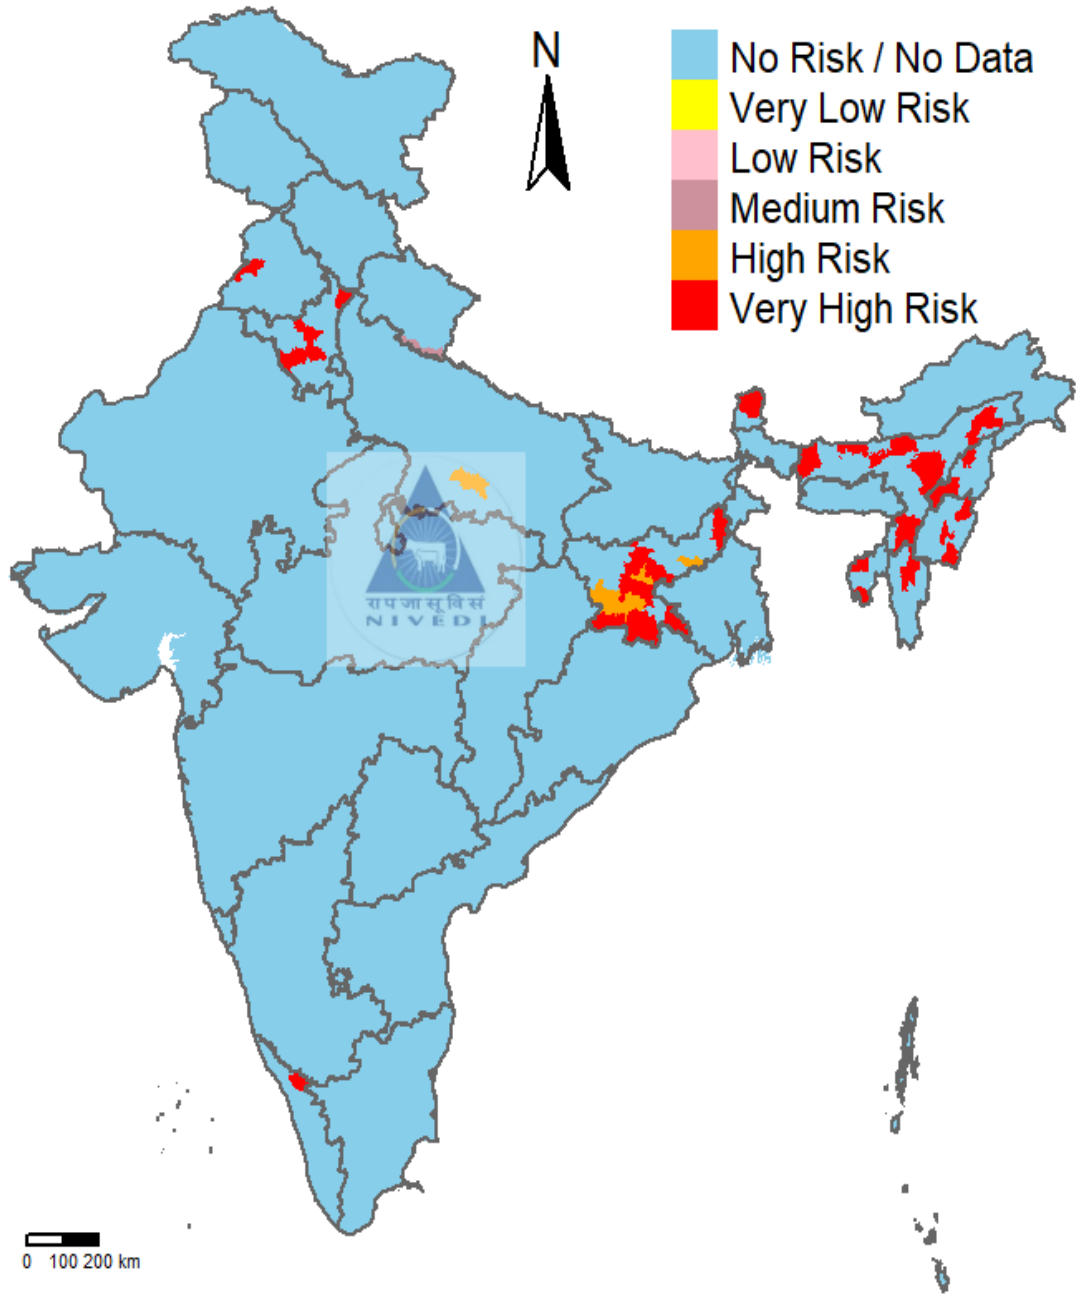 N
No Risk / No Data
Very Low Risk
Low Risk
Medium Risk
High Risk
Very High Risk
रा प जा सू वि सं
NIVEDI
0 100 200 km